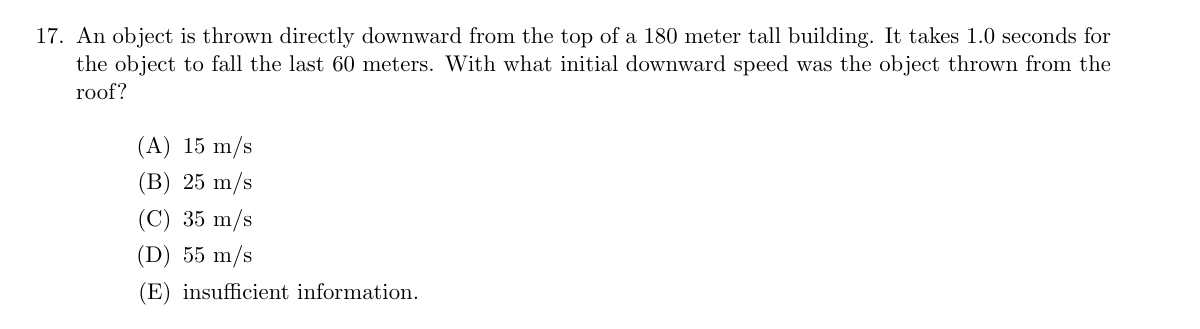 17. An object is thrown directly downward from the top of a 180 meter tall building. It takes 1.0 seconds for
the object to fall the last 60 meters. With what initial downward speed was the object thrown from the
roof?
(A) 15 m/s
(B) 25 m/s
(C) 35 m/s
(D) 55 m/s
(E) insufficient information.